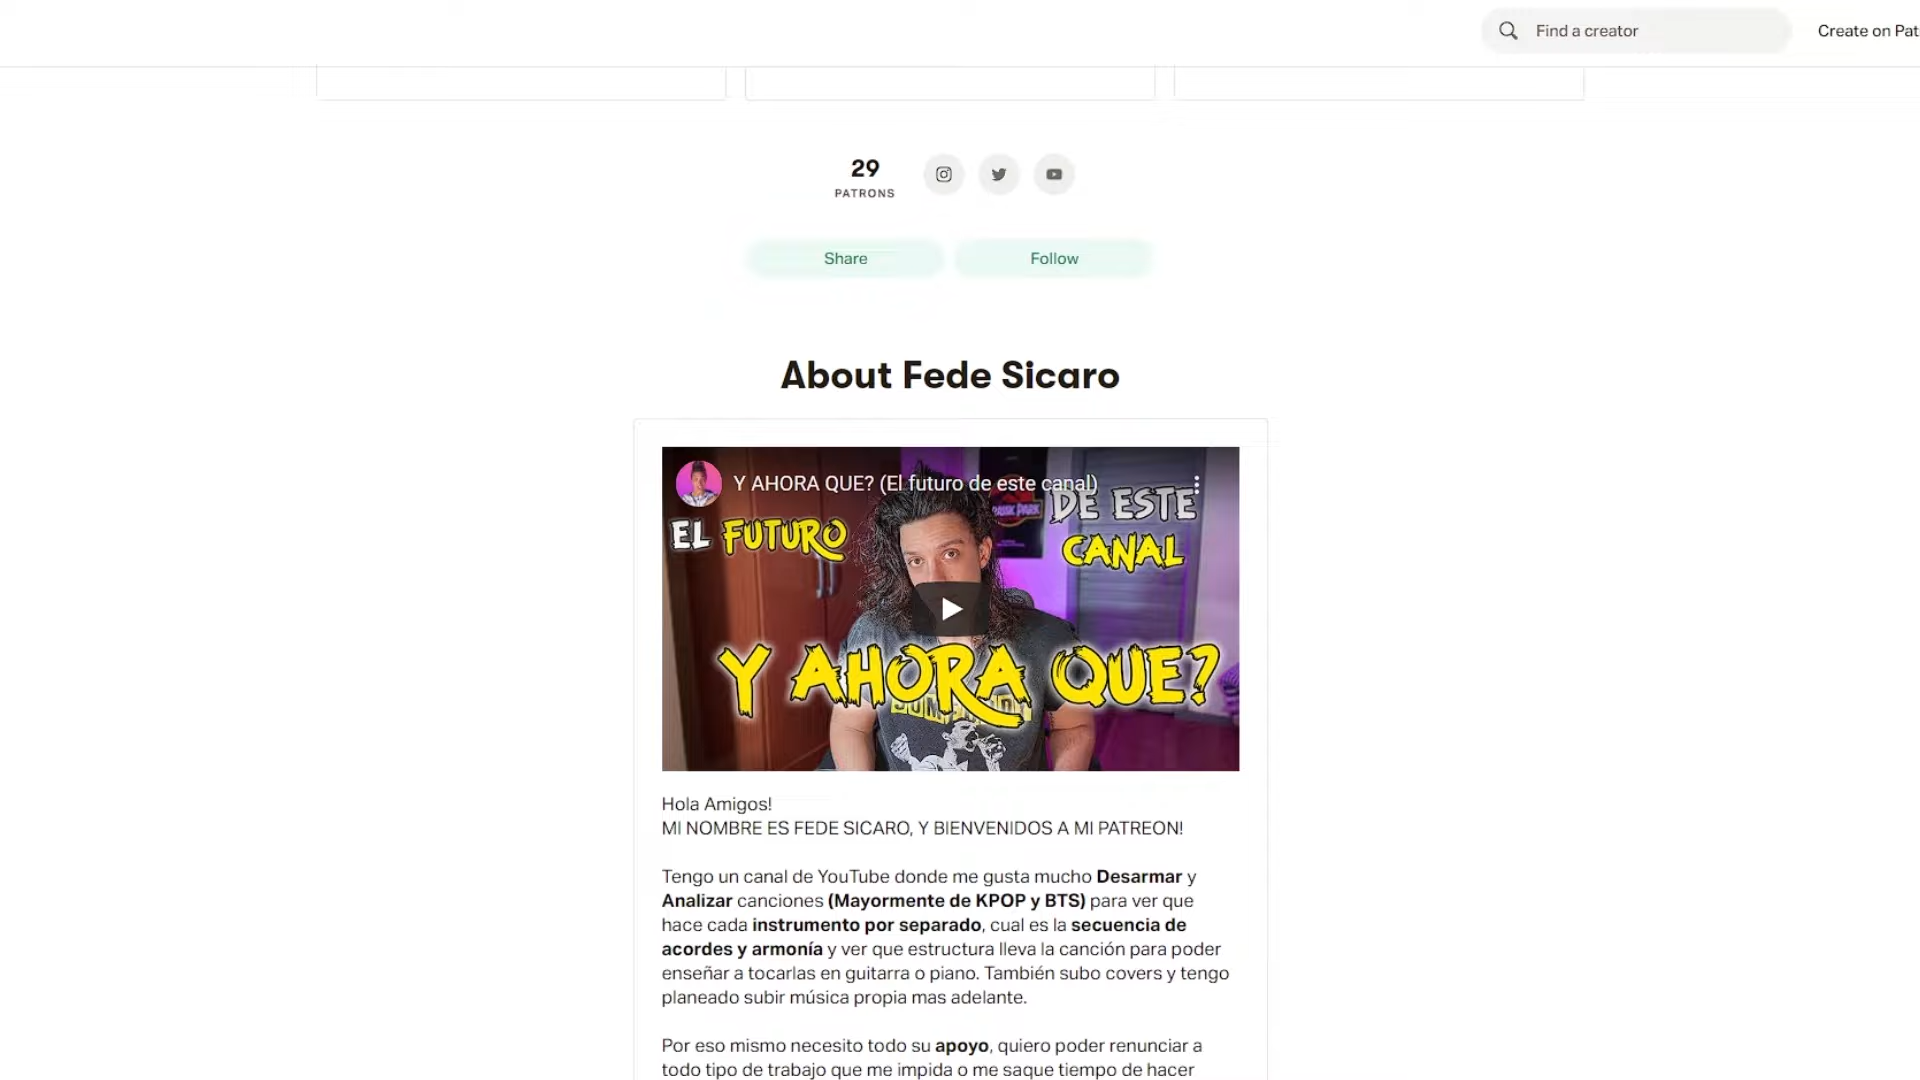 Find a creator
Create on Pat
29
PATRONS
Share
Follow
About Fede Sicaro
Y AHORA QUE? (El futuro de este canal)
EL FUTURO
DE ESTE
CANAL
Y AHORA QUE?
Hola Amigos!
MI NOMBRE ES FEDE SICARO, Y BIENVENIDOS A MI PATREON!
Tengo un canal de YouTube donde me gusta mucho Desarmar y
Analizar canciones (Mayormente de KPOP y BTS) para ver que
hace cada instrumento por separado, cual es la secuencia de
acordes y armonía y ver que estructura lleva la canción para poder
enseñar a tocarlas en guitarra o piano. También subo covers y tengo
planeado subir música propia mas adelante.
Por eso mismo necesito todo su apoyo, quiero poder renunciar a
todo tipo de trabajo que me impida o me saque tiempo de hacer